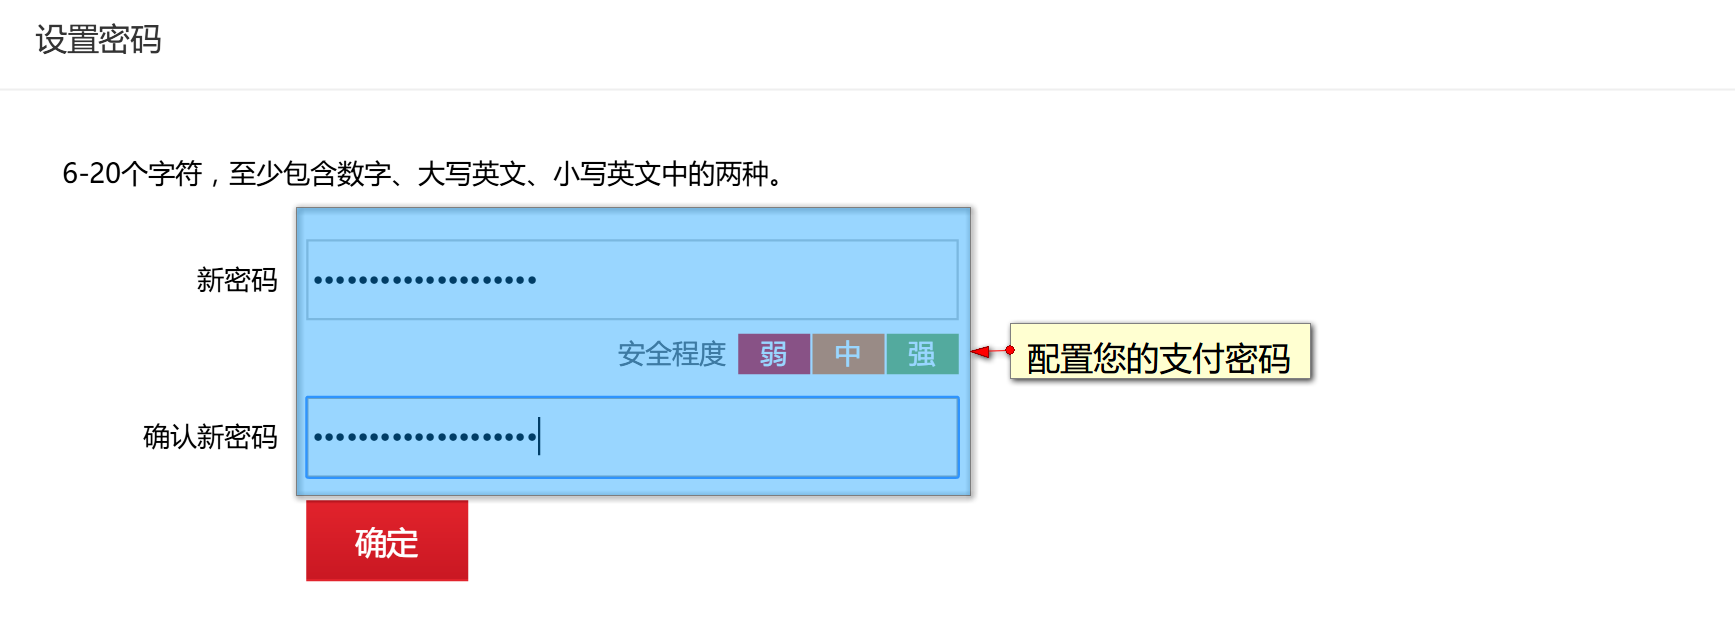 设置密码
6-20个字符，至少包含数字、大写英文、小写英文中的两种。
新密码 ••••••••••••••••••••
安全程度 弱 中 强
配置您的支付密码
确认新密码 ••••••••••••••••••••
确定